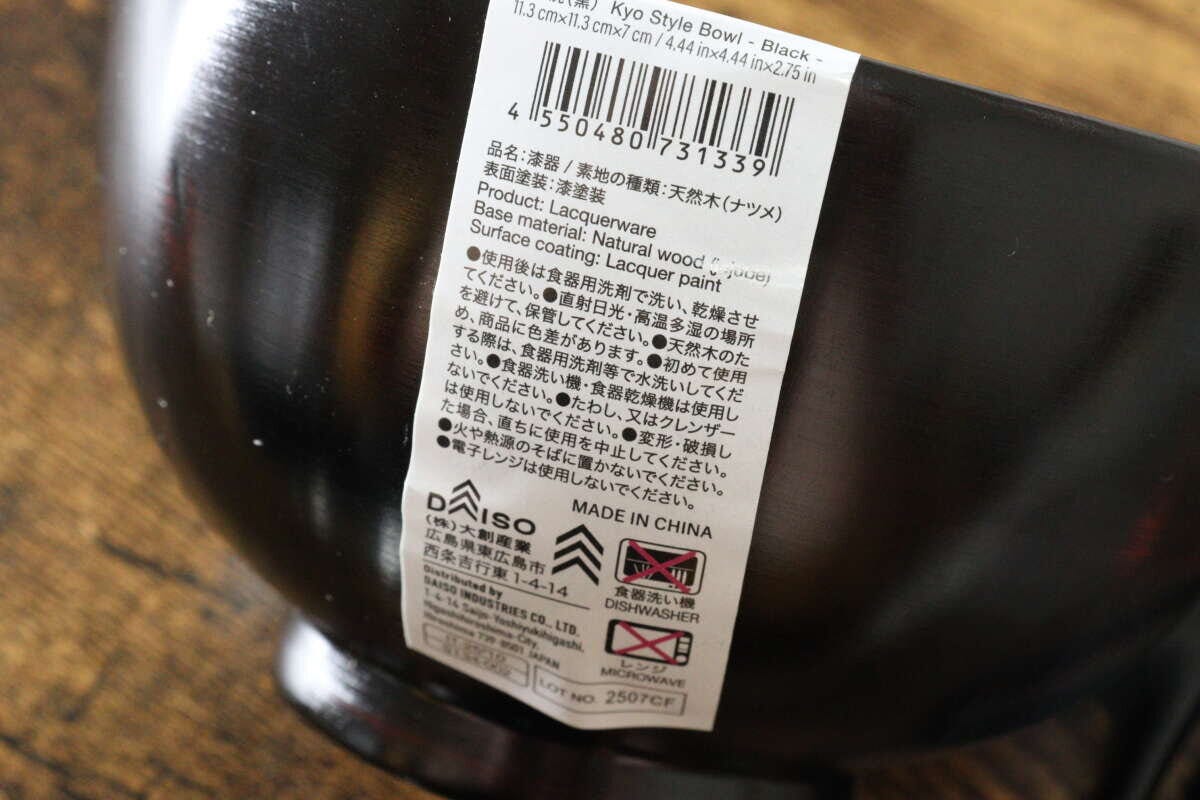 (黒) Kyo Style Bowl - Black -
11.3 cm×11.3 cm×7 cm / 4.44 in×4.44 in×2.75 in
4 550480 731339
品名：漆器 / 素地の種類：天然木（ナツメ）
表面塗装：漆塗装
Product: Lacquerware
Base material: Natural wood
Surface coating: Lacquer paint
●使用後は食器用洗剤で洗い、乾燥させ
てください。●直射日光・高温多湿の場所
を避けて、保管してください。●天然木のた
め、商品に色差があります。●初めて使用
する際は、食器用洗剤等で水洗いしてくだ
さい。●食器洗い機・食器乾燥機は使用し
ないでください。●たわし、又はクレンザー
は使用しないでください。●変形・破損し
た場合、直ちに使用を中止してください。
●火や熱源のそばに置かないでください。
●電子レンジは使用しないでください。
DAISO
(株)大創産業
広島県東広島市
西条吉行東1-4-14
Distributed by
DAISO INDUSTRIES CO., LTD.
1-4-14 Saijo-Yoshiyukihigashi,
Higashihiroshima-City,
Hiroshima 739-8501 JAPAN
MADE IN CHINA
食器洗い機
DISHWASHER
レンジ
MICROWAVE
LOT NO. 2507CF